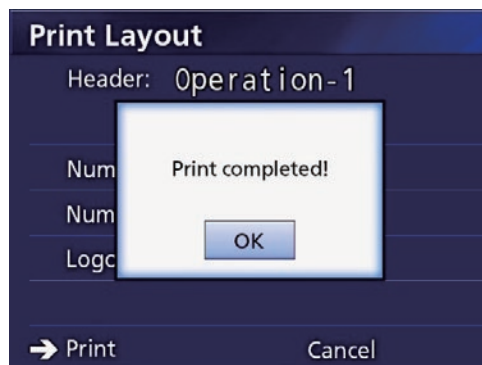 Print Layout
Header: Operation-1
Print completed!
Num
Num
OK
Logo
Print Cancel